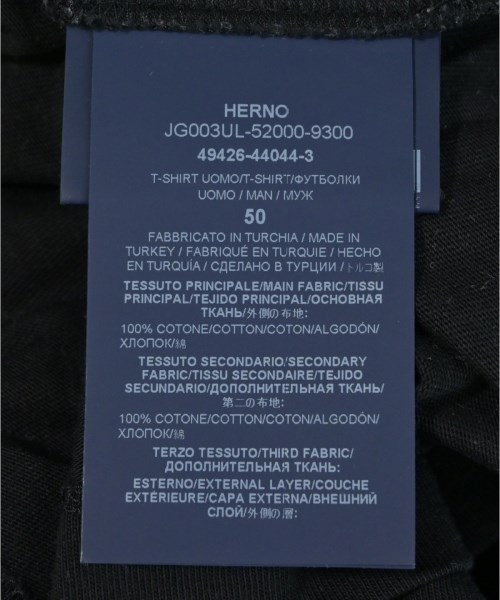 HERNO
JG003UL-52000-9300
49426-44044-3
T-SHIRT UOMO/T-SHIRT/ФУТБОЛКИ
UOMO / MAN / МУЖ
50
FABBRICATO IN TURCHIA / MADE IN
TURKEY / FABRIQUÉ EN TURQUIE / HECHO
EN TURQUÍA / СДЕЛАНО В ТУРЦИИ / トルコ製
TESSUTO PRINCIPALE/MAIN FABRIC/TISSU
PRINCIPAL/TEJIDO PRINCIPAL/ОСНОВНАЯ
ТКАНЬ/外側の布地:
100% COTONE/COTTON/COTON/ALGODÓN/
ХЛОПОК/綿
TESSUTO SECONDARIO/SECONDARY
FABRIC/TISSU SECONDAIRE/TEJIDO
SECUNDARIO/ДОПОЛНИТЕЛЬНАЯ ТКАНЬ/
第二の布地:
100% COTONE/COTTON/COTON/ALGODÓN/
ХЛОПОК/綿
TERZO TESSUTO/THIRD FABRIC/
ДОПОЛНИТЕЛЬНАЯ ТКАНЬ:
ESTERNO/EXTERNAL LAYER/COUCHE
EXTÉRIEURE/CAPA EXTERNA/ВНЕШНИЙ
СЛОЙ/外側の層: